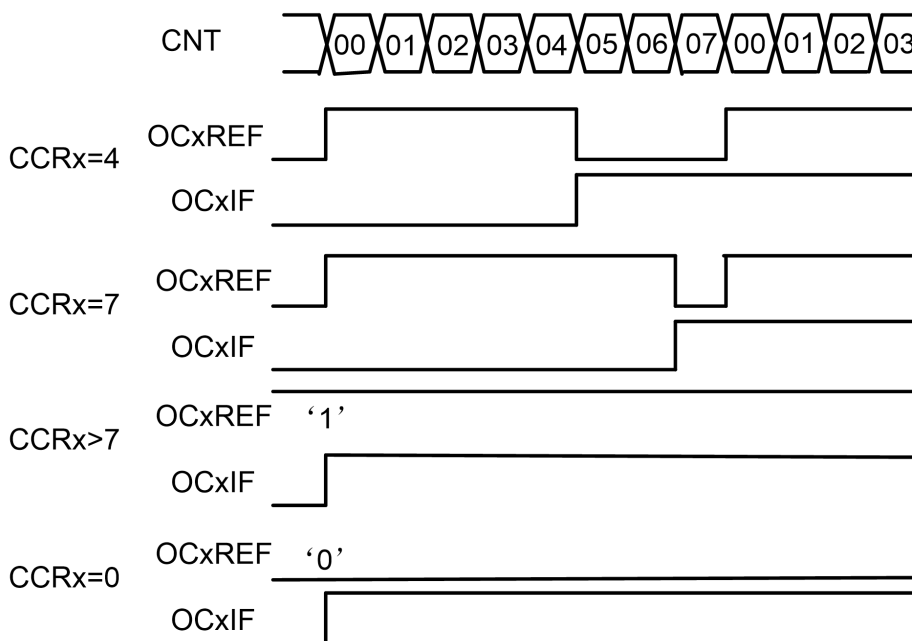 CNT 00 01 02 03 04 05 06 07 00 01 02 03
OCxREF
CCRx=4
OCxIF
OCxREF
CCRx=7
OCxIF
OCxREF ‘1’
CCRx>7
OCxIF
OCxREF ‘0’
CCRx=0
OCxIF